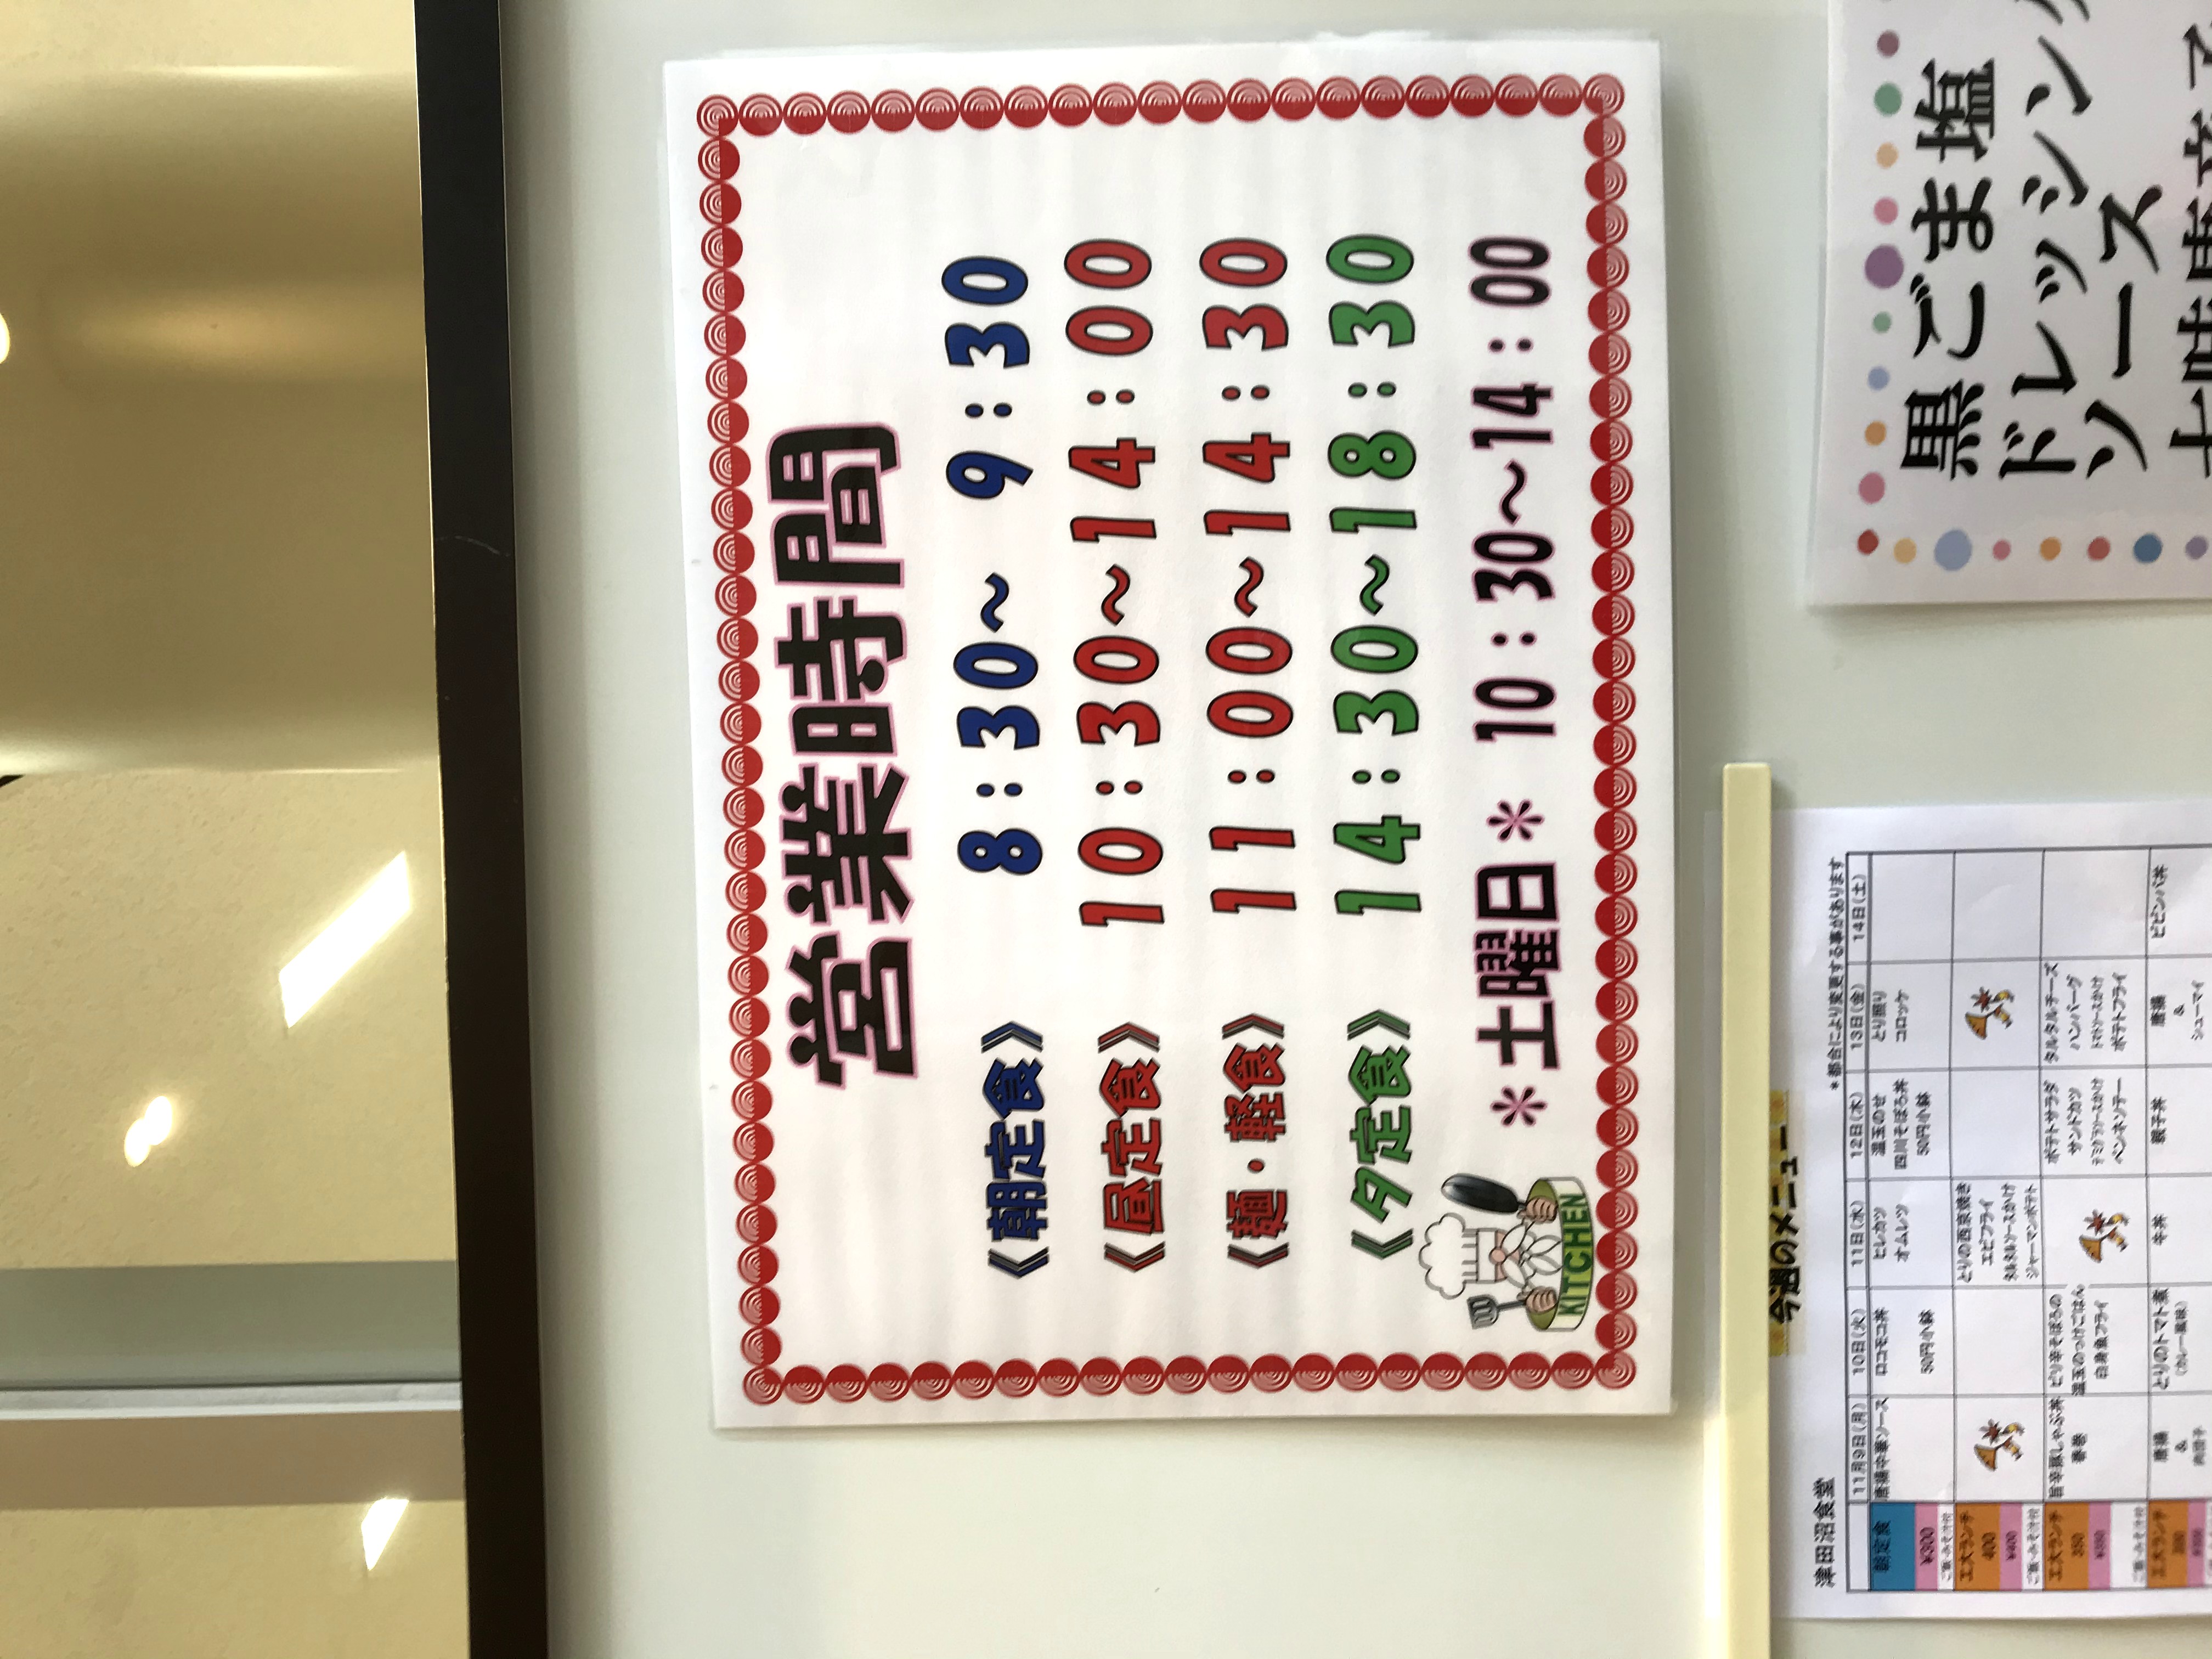 営業時間
《朝定食》 8:30～ 9:30
《昼定食》 10:30～14:00
《麺・軽食》 11:00～14:30
《夕定食》 14:30～18:30
＊土曜日＊ 10:30～14:00
KITCHEN
今週のメニュー
津田沼食堂
＊都合により変更する事があります
11月9日(月) 10日(火) 11日(水) 12日(木) 13日(金) 14日(土)
朝定食 唐揚中華ソース ロコモコ丼 ヒレカツ 温玉のせ とり照り
オムレツ 四川そぼろ丼 コロッケ
¥300 50円小鉢 50円小鉢
ご飯・みそ汁付
工大ランチ とりの西京焼き
400 エビフライ
¥400 タルタルソースかけ
ご飯・みそ汁付 ジャーマンポテト
工大ランチ 旨辛豚しゃぶ丼 ピリ辛そぼろの ポテトサラダ タルタルチーズ
350 春巻 温玉のっけごはん サンドカツ ハンバーグ
¥350 白身魚フライ デミグラソースかけ トマトソースかけ
ペンネソテー ポテトフライ
ご飯・みそ汁付
工大ランチ 唐揚 とりのトマト煮 牛丼 親子丼 唐揚 ビビンバ丼
300 & (カレー風味) &
¥300 肉団子 シューマイ
黒ごま塩
ドレッシング
ソース